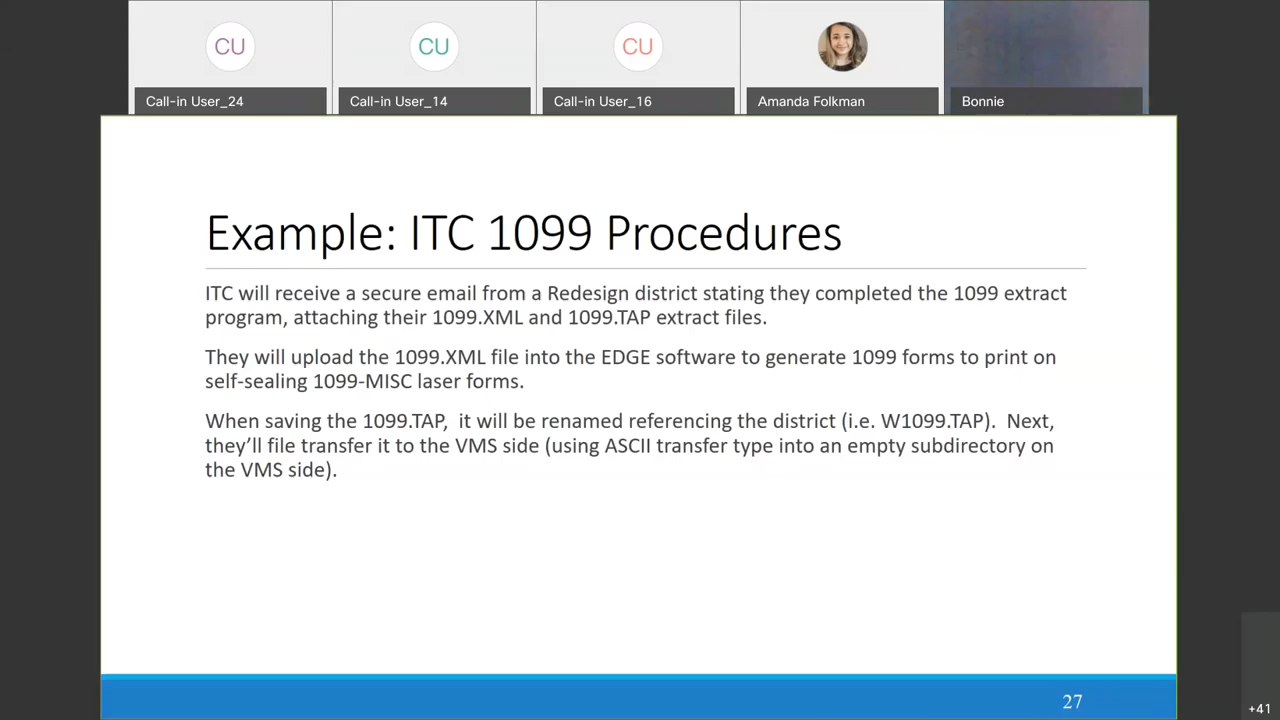 CU
CU
CU
Call-in User_24
Call-in User_14
Call-in User_16
Amanda Folkman
Bonnie
Example: ITC 1099 Procedures
ITC will receive a secure email from a Redesign district stating they completed the 1099 extract
program, attaching their 1099.XML and 1099.TAP extract files.
They will upload the 1099.XML file into the EDGE software to generate 1099 forms to print on
self-sealing 1099-MISC laser forms.
When saving the 1099.TAP,  it will be renamed referencing the district (i.e. W1099.TAP).  Next,
they'll file transfer it to the VMS side (using ASCII transfer type into an empty subdirectory on
the VMS side).
27
+41